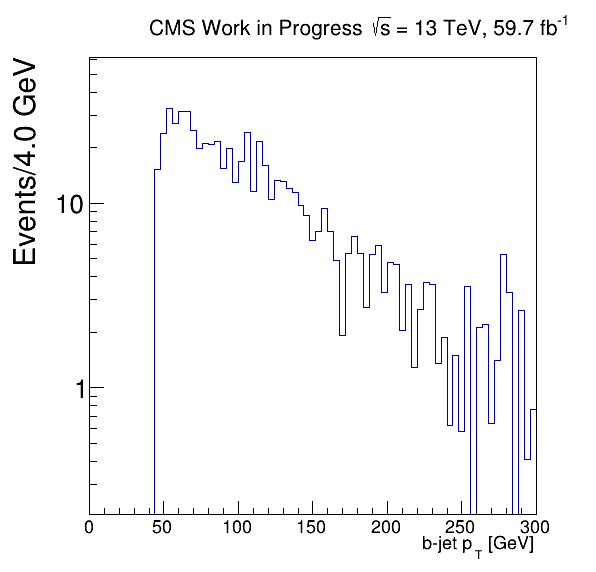 CMS Work in Progress √s = 13 TeV, 59.7 fb⁻¹
Events/4.0 GeV
10
1
0 50 100 150 200 250 300
b-jet p_T [GeV]